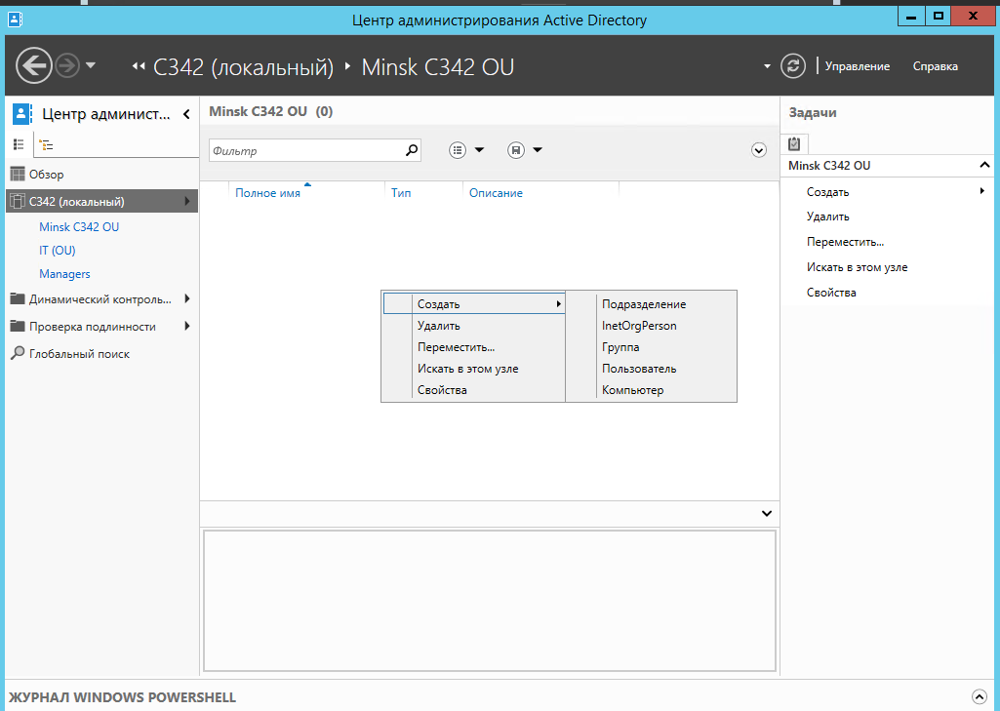 Центр администрирования Active Directory
C342 (локальный) Minsk C342 OU
Управление
Справка
Центр админист...
Обзор
C342 (локальный)
Minsk C342 OU
IT (OU)
Managers
Динамический контроль...
Проверка подлинности
Глобальный поиск
Minsk C342 OU (0)
Фильтр
Полное имя Тип Описание
Создать
Удалить
Переместить...
Искать в этом узле
Свойства
Подразделение
InetOrgPerson
Группа
Пользователь
Компьютер
Задачи
Minsk C342 OU
Создать
Удалить
Переместить...
Искать в этом узле
Свойства
ЖУРНАЛ WINDOWS POWERSHELL